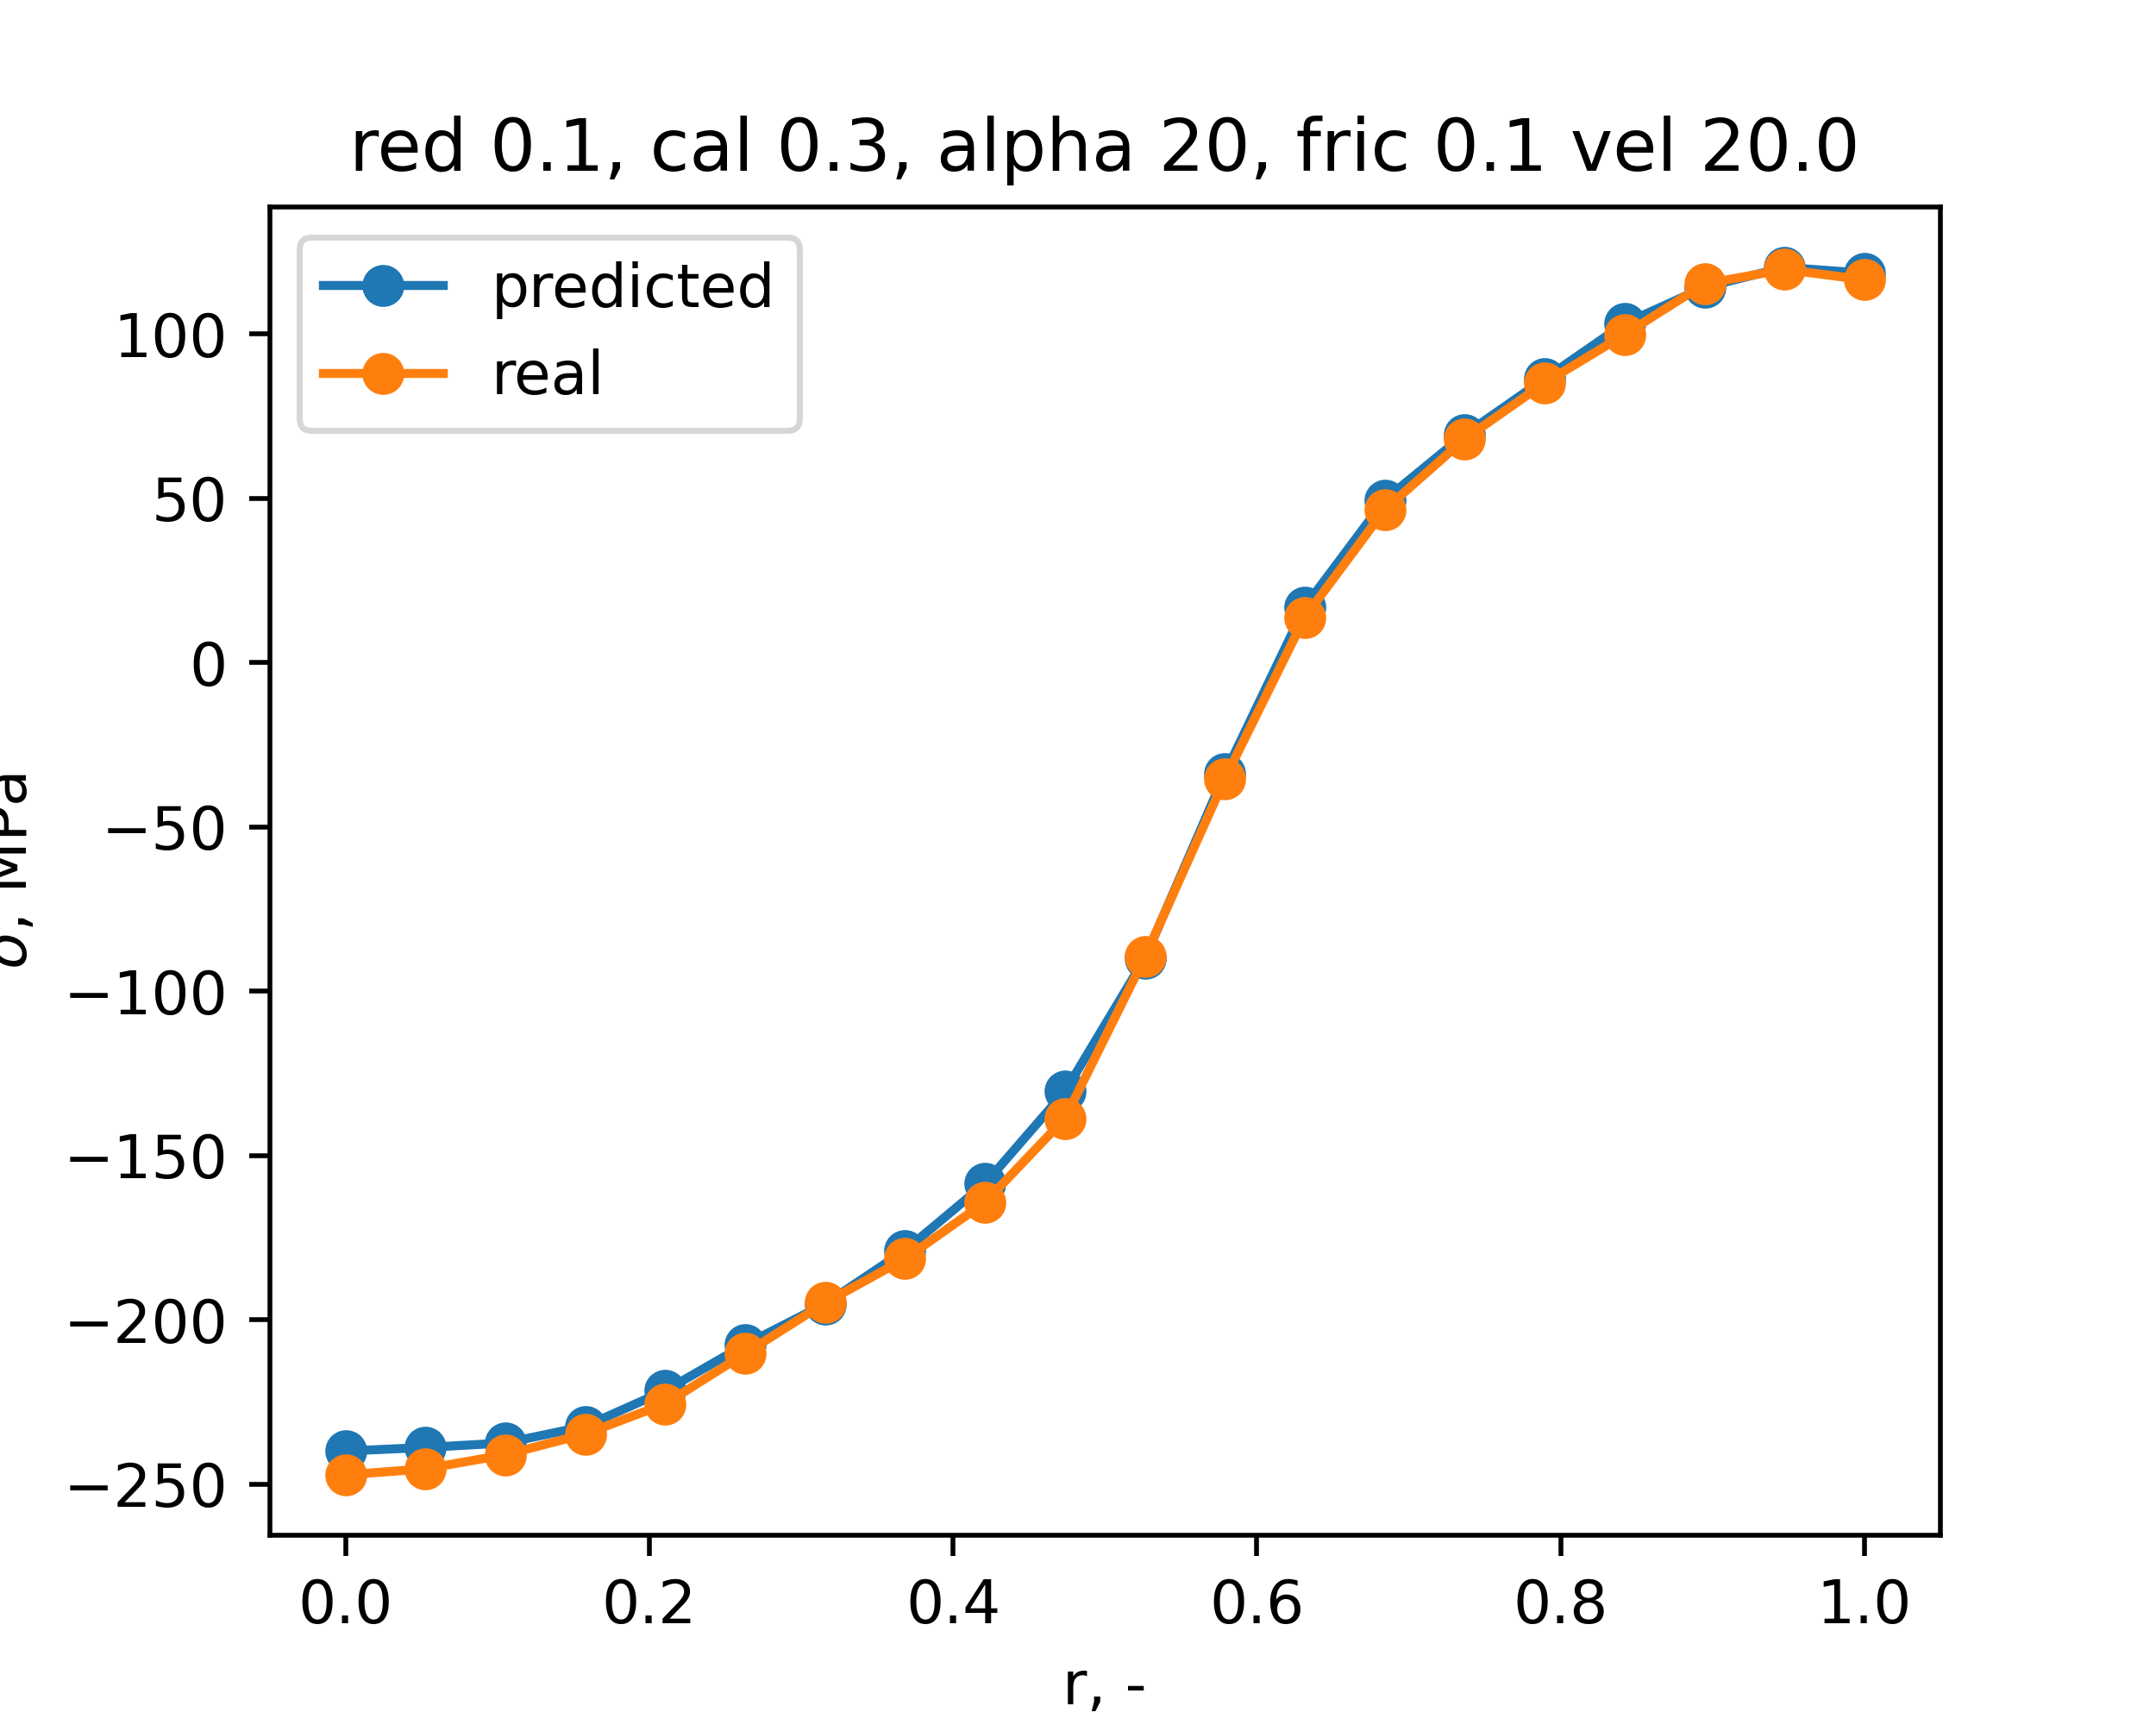 red 0.1, cal 0.3, alpha 20, fric 0.1 vel 20.0
predicted
real
100
50
0
−50
−100
−150
−200
−250
, MPa
0.0 0.2 0.4 0.6 0.8 1.0
r, -